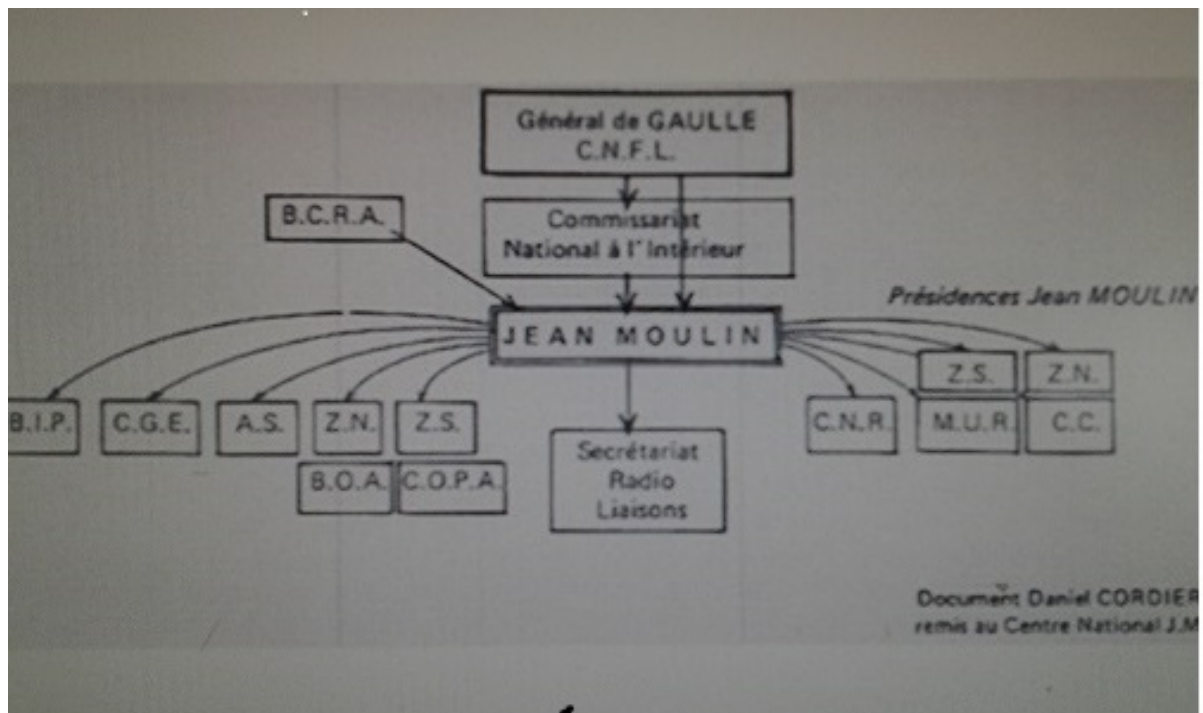 Général de GAULLE
C.N.F.L.
B.C.R.A.
Commissariat
National à l'Intérieur
Présidences Jean MOULIN
JEAN MOULIN
Z.S. Z.N.
B.I.P. C.G.E. A.S. Z.N. Z.S. C.N.R. M.U.R. C.C.
Secrétariat
B.O.A. C.O.P.A. Radio
Liaisons
Document Daniel CORDIER
remis au Centre National J.M